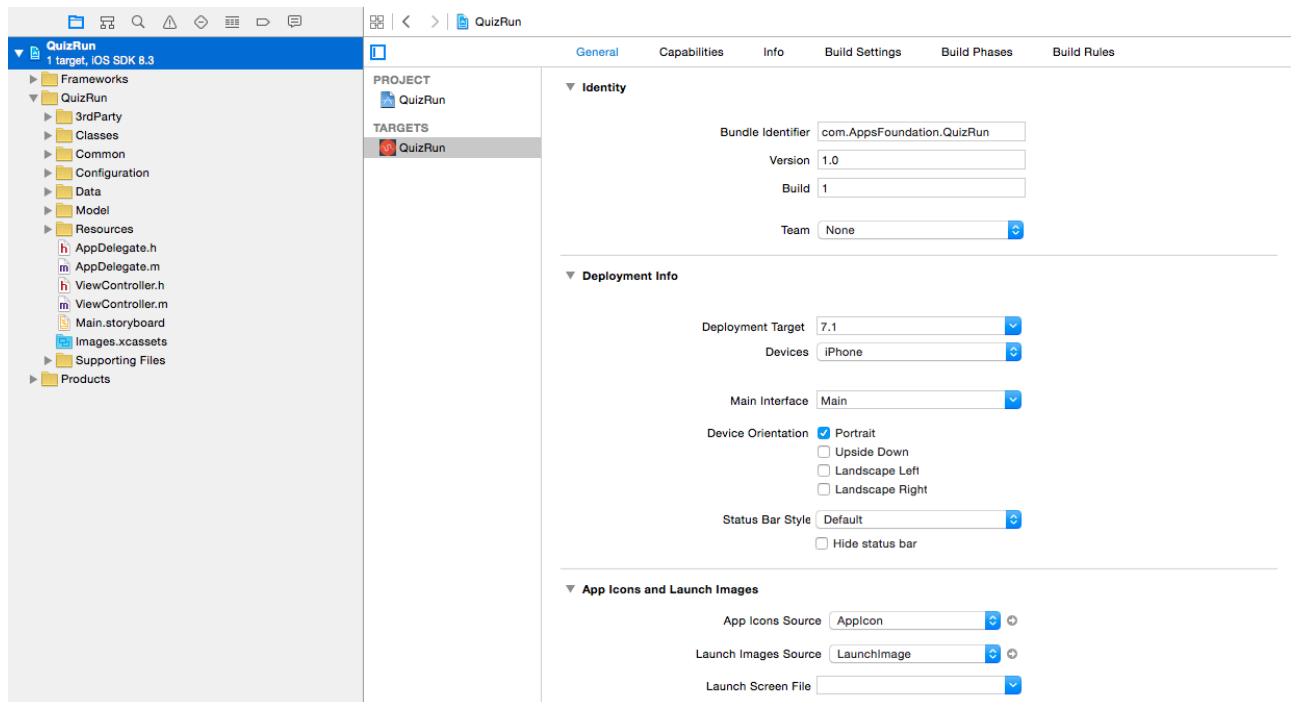 QuizRun
QuizRun
1 target, iOS SDK 8.3
Frameworks
QuizRun
3rdParty
Classes
Common
Configuration
Data
Model
Resources
h AppDelegate.h
m AppDelegate.m
h ViewController.h
m ViewController.m
Main.storyboard
Images.xcassets
Supporting Files
Products
PROJECT
QuizRun
TARGETS
QuizRun
General Capabilities Info Build Settings Build Phases Build Rules
Identity
Bundle Identifier com.AppsFoundation.QuizRun
Version 1.0
Build 1
Team None
Deployment Info
Deployment Target 7.1
Devices iPhone
Main Interface Main
Device Orientation Portrait
Upside Down
Landscape Left
Landscape Right
Status Bar Style Default
Hide status bar
App Icons and Launch Images
App Icons Source AppIcon
Launch Images Source LaunchImage
Launch Screen File